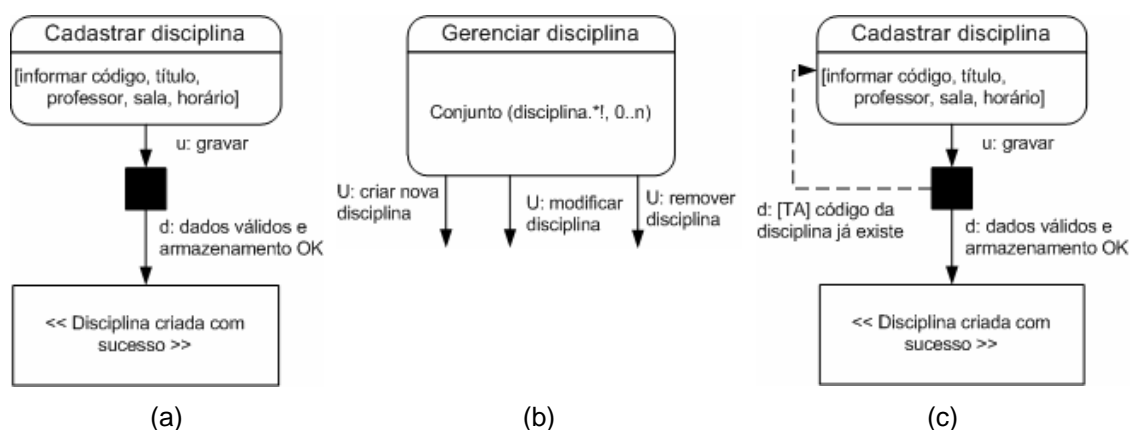 Cadastrar disciplina
[informar código, título,
professor, sala, horário]
u: gravar
d: dados válidos e
armazenamento OK
<< Disciplina criada com
sucesso >>
(a)
Gerenciar disciplina
Conjunto (disciplina.*!, 0..n)
U: criar nova
disciplina
U: modificar
disciplina
U: remover
disciplina
(b)
Cadastrar disciplina
[informar código, título,
professor, sala, horário]
u: gravar
d: [TA] código da
disciplina já existe
d: dados válidos e
armazenamento OK
<< Disciplina criada com
sucesso >>
(c)